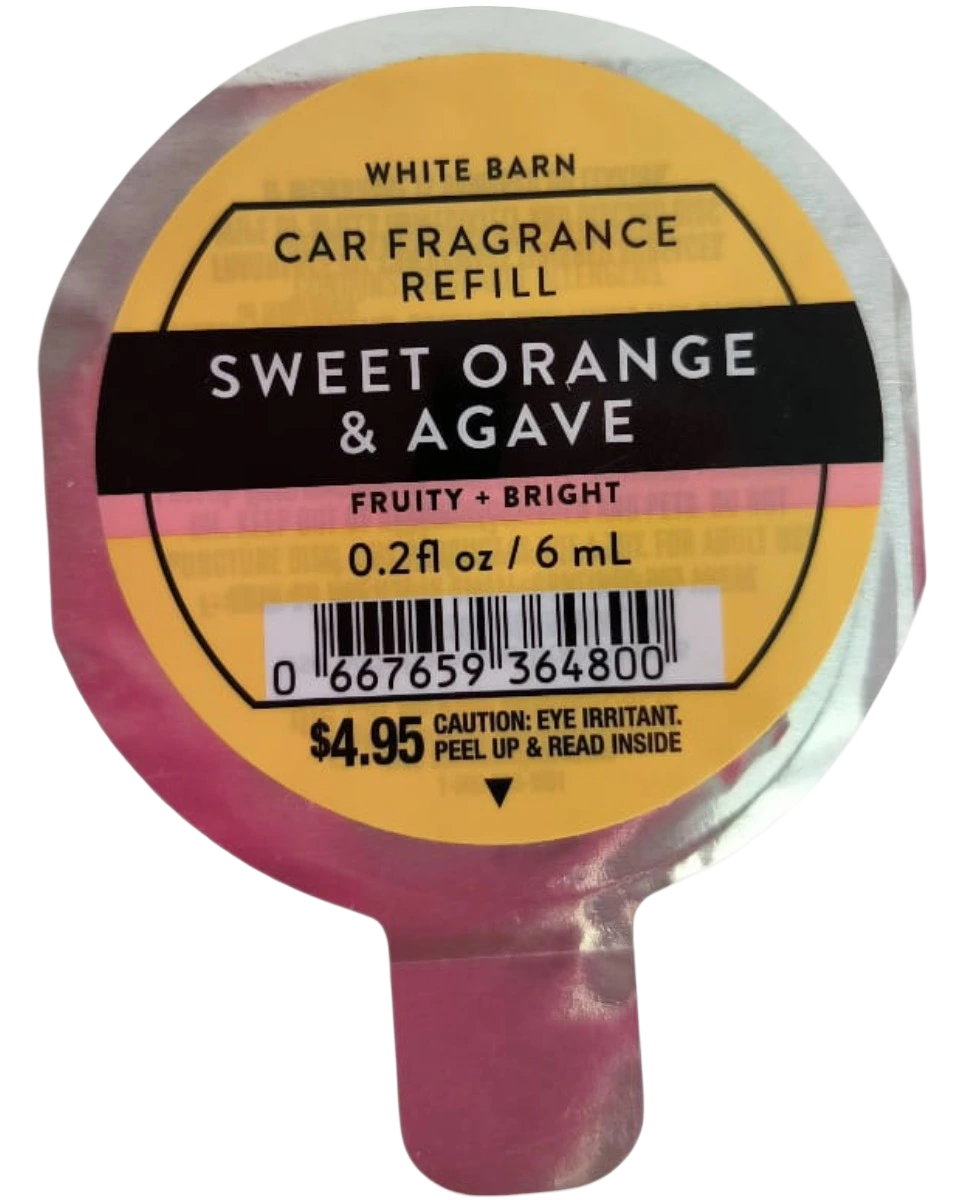 WHITE BARN
CAR FRAGRANCE
REFILL
SWEET ORANGE
& AGAVE
FRUITY + BRIGHT
0.2fl oz / 6 mL
0 667659 364800
$4.95 CAUTION: EYE IRRITANT.
PEEL UP & READ INSIDE